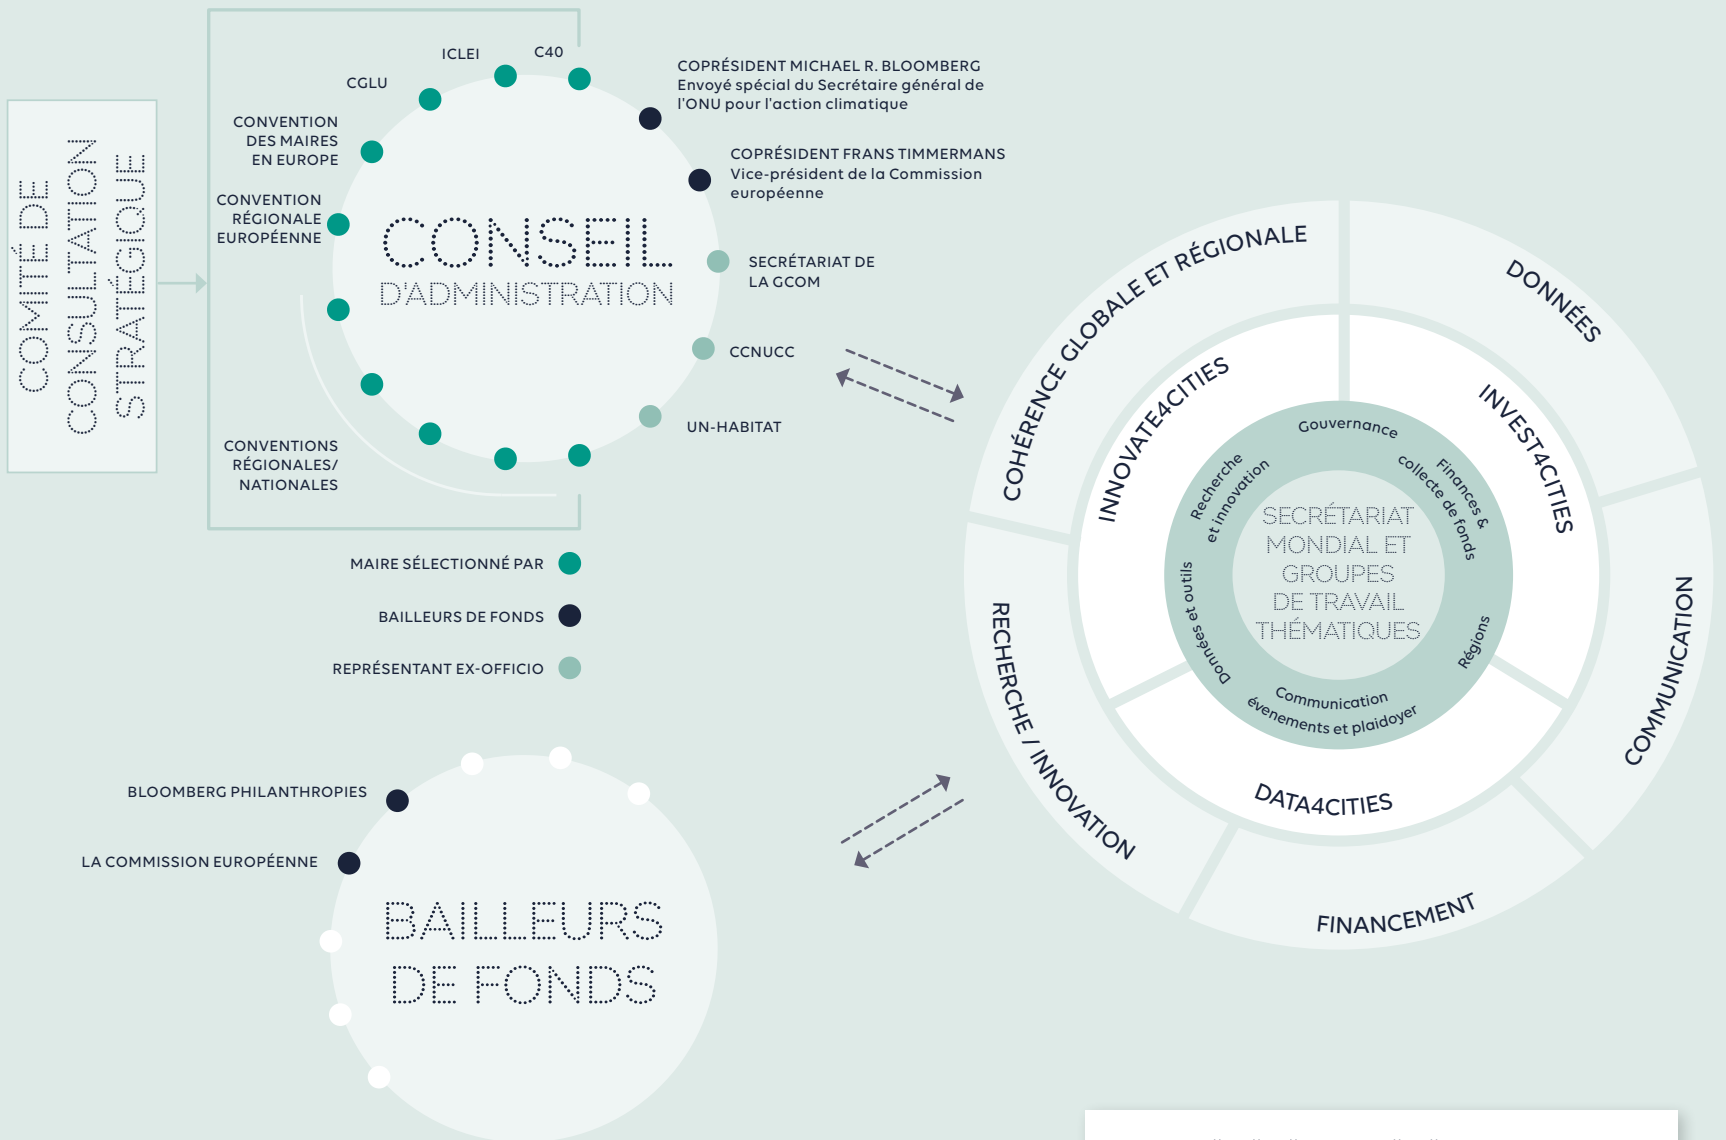 COMITÉ DE
CONSULTATION
STRATÉGIQUE
ICLEI
C40
CGLU
CONVENTION
DES MAIRES
EN EUROPE
CONVENTION
RÉGIONALE
EUROPÉENNE
CONVENTIONS
RÉGIONALES/
NATIONALES
CONSEIL
D'ADMINISTRATION
COPRÉSIDENT MICHAEL R. BLOOMBERG
Envoyé spécial du Secrétaire général de
l'ONU pour l'action climatique
COPRÉSIDENT FRANS TIMMERMANS
Vice-président de la Commission
européenne
SECRÉTARIAT DE
LA GCOM
CCNUCC
UN-HABITAT
MAIRE SÉLECTIONNÉ PAR
BAILLEURS DE FONDS
REPRÉSENTANT EX-OFFICIO
BLOOMBERG PHILANTHROPIES
LA COMMISSION EUROPÉENNE
BAILLEURS
DE FONDS
COHÉRENCE GLOBALE ET RÉGIONALE
DONNÉES
COMMUNICATION
FINANCEMENT
RECHERCHE / INNOVATION
INNOVATE4CITIES
INVEST4CITIES
DATA4CITIES
Gouvernance
Finances &
collecte de fonds
Régions
Communication
évenements et plaidoyer
Données et outils
Recherche
et innovation
SECRÉTARIAT
MONDIAL ET
GROUPES
DE TRAVAIL
THÉMATIQUES